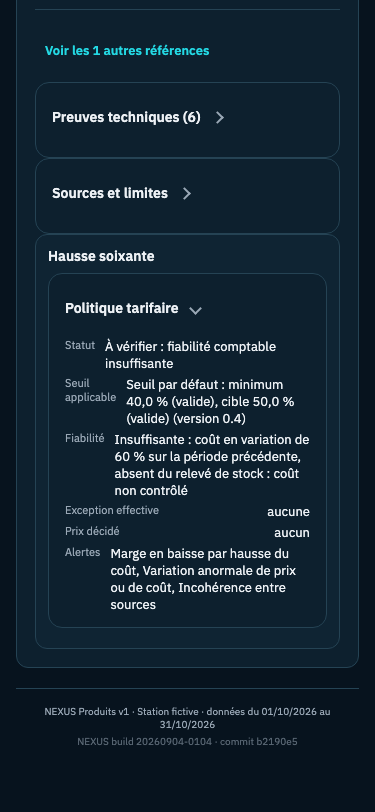 Voir les 1 autres références
Preuves techniques (6)
Sources et limites
Hausse soixante
Politique tarifaire
Statut À vérifier : fiabilité comptable
insuffisante
Seuil applicable Seuil par défaut : minimum
40,0 % (valide), cible 50,0 %
(valide) (version 0.4)
Fiabilité Insuffisante : coût en variation de
60 % sur la période précédente,
absent du relevé de stock : coût
non contrôlé
Exception effective aucune
Prix décidé aucun
Alertes Marge en baisse par hausse du
coût, Variation anormale de prix
ou de coût, Incohérence entre
sources
NEXUS Produits v1 · Station fictive · données du 01/10/2026 au
31/10/2026
NEXUS build 20260904-0104 · commit b2190e5